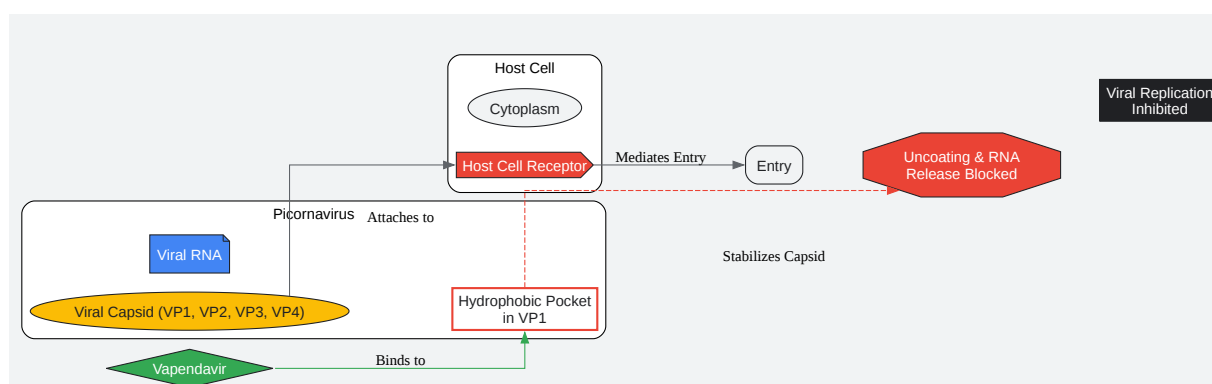 Host Cell
Cytoplasm
Viral Replication
Inhibited
Host Cell Receptor
Mediates Entry
Entry
Uncoating & RNA
Release Blocked
Picornavirus
Attaches to
Viral RNA
Stabilizes Capsid
Viral Capsid (VP1, VP2, VP3, VP4)
Hydrophobic Pocket
in VP1
Vapendavir
Binds to